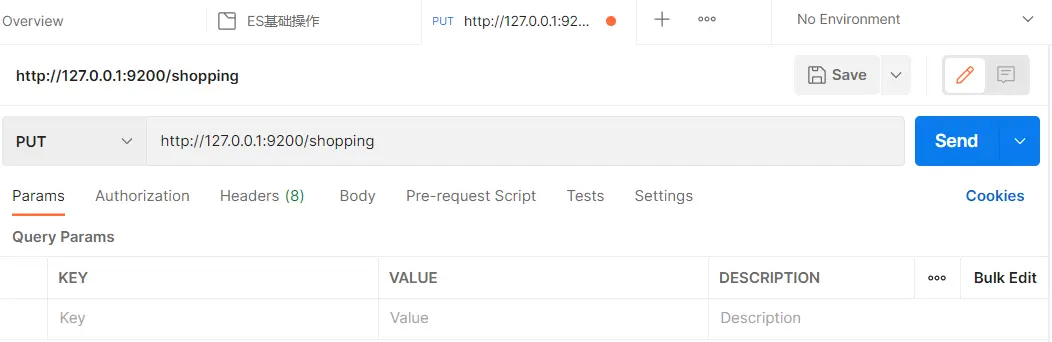 Overview ES基础操作 PUT http://127.0.0.1:92... No Environment
http://127.0.0.1:9200/shopping Save
PUT http://127.0.0.1:9200/shopping Send
Params Authorization Headers (8) Body Pre-request Script Tests Settings Cookies
Query Params
KEY VALUE DESCRIPTION Bulk Edit
Key Value Description